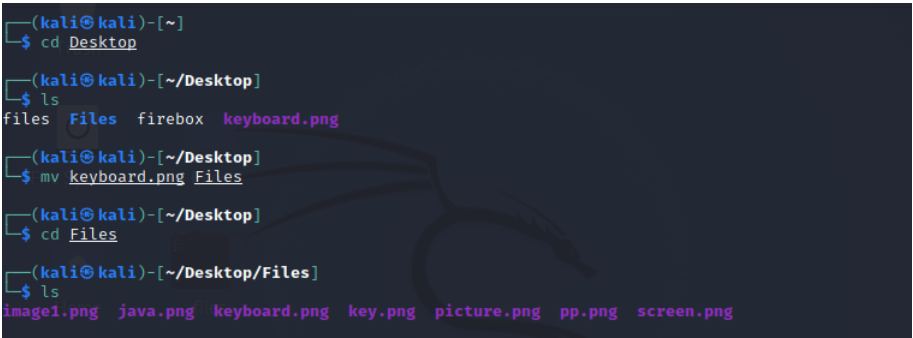 ┌──(kali㉿kali)-[~]
└─$ cd Desktop
┌──(kali㉿kali)-[~/Desktop]
└─$ ls
files  Files  firebox  keyboard.png
┌──(kali㉿kali)-[~/Desktop]
└─$ mv keyboard.png Files
┌──(kali㉿kali)-[~/Desktop]
└─$ cd Files
┌──(kali㉿kali)-[~/Desktop/Files]
└─$ ls
image1.png  java.png  keyboard.png  key.png  picture.png  pp.png  screen.png